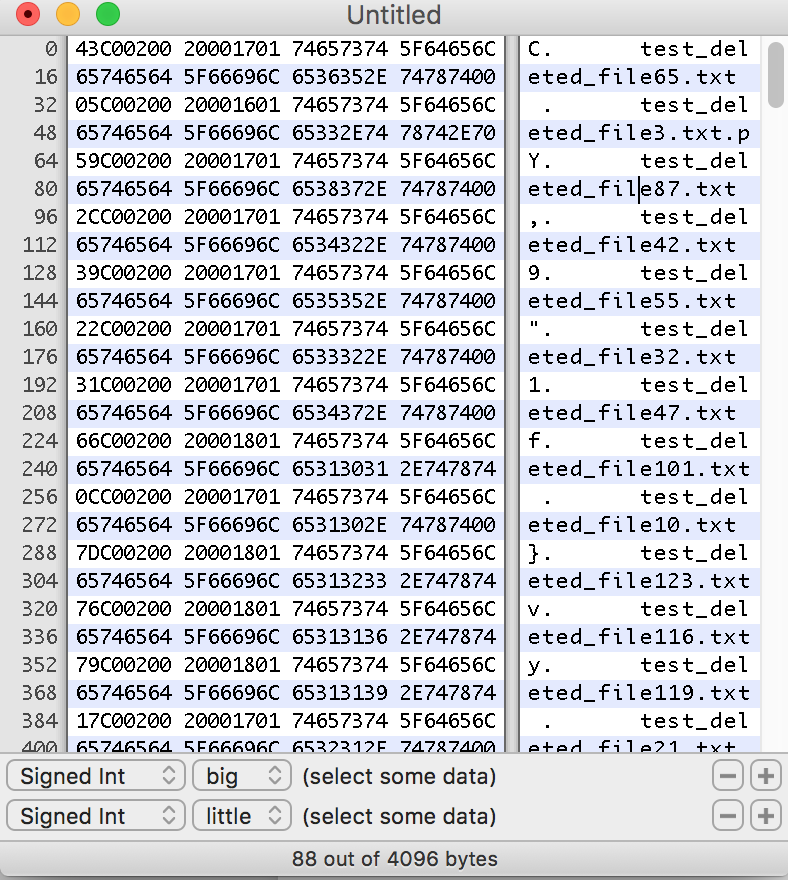 Untitled
0 43C00200 20001701 74657374 5F64656C C. test_del
16 65746564 5F66696C 6536352E 74787400 eted_file65.txt
32 05C00200 20001601 74657374 5F64656C . test_del
48 65746564 5F66696C 65332E74 78742E70 eted_file3.txt.p
64 59C00200 20001701 74657374 5F64656C Y. test_del
80 65746564 5F66696C 6538372E 74787400 eted_file87.txt
96 2CC00200 20001701 74657374 5F64656C ,. test_del
112 65746564 5F66696C 6534322E 74787400 eted_file42.txt
128 39C00200 20001701 74657374 5F64656C 9. test_del
144 65746564 5F66696C 6535352E 74787400 eted_file55.txt
160 22C00200 20001701 74657374 5F64656C ". test_del
176 65746564 5F66696C 6533322E 74787400 eted_file32.txt
192 31C00200 20001701 74657374 5F64656C 1. test_del
208 65746564 5F66696C 6534372E 74787400 eted_file47.txt
224 66C00200 20001801 74657374 5F64656C f. test_del
240 65746564 5F66696C 65313031 2E747874 eted_file101.txt
256 0CC00200 20001701 74657374 5F64656C . test_del
272 65746564 5F66696C 6531302E 74787400 eted_file10.txt
288 7DC00200 20001801 74657374 5F64656C }. test_del
304 65746564 5F66696C 65313233 2E747874 eted_file123.txt
320 76C00200 20001801 74657374 5F64656C v. test_del
336 65746564 5F66696C 65313136 2E747874 eted_file116.txt
352 79C00200 20001801 74657374 5F64656C y. test_del
368 65746564 5F66696C 65313139 2E747874 eted_file119.txt
384 17C00200 20001701 74657374 5F64656C . test_del
400 65746564 5F66696C 6532312E 74787400 eted_file21.txt
Signed Int big (select some data)
Signed Int little (select some data)
88 out of 4096 bytes